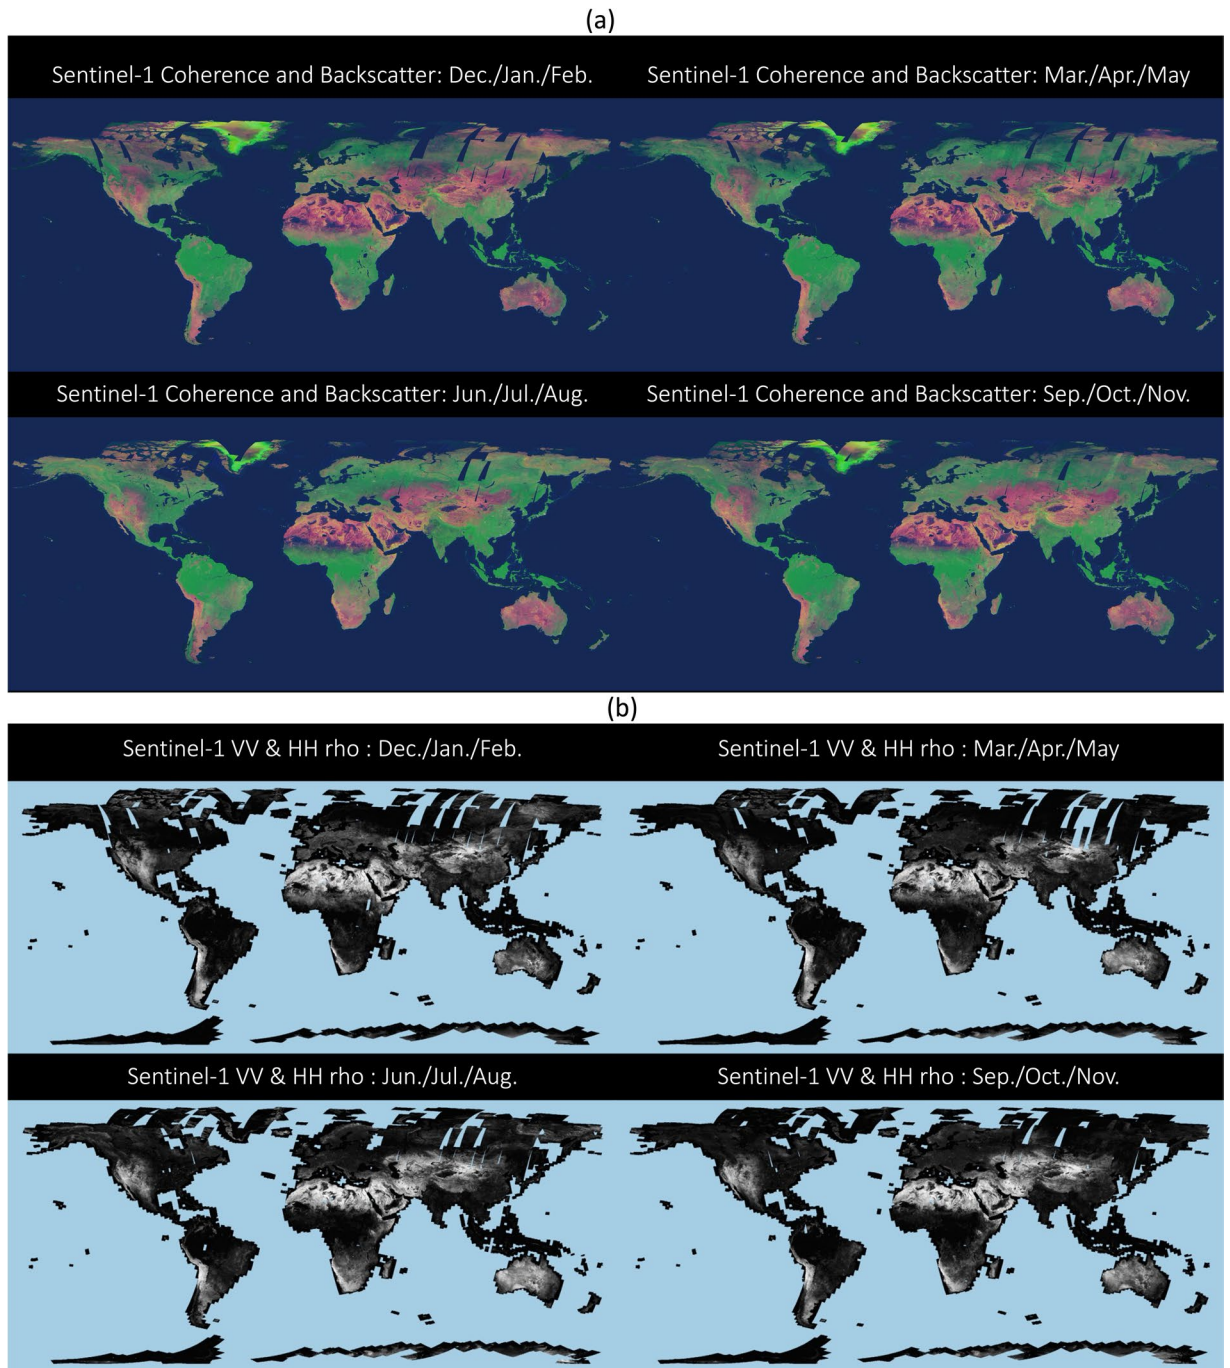 (a)
Sentinel-1 Coherence and Backscatter: Dec./Jan./Feb.
Sentinel-1 Coherence and Backscatter: Mar./Apr./May
Sentinel-1 Coherence and Backscatter: Jun./Jul./Aug.
Sentinel-1 Coherence and Backscatter: Sep./Oct./Nov.
(b)
Sentinel-1 VV & HH rho : Dec./Jan./Feb.
Sentinel-1 VV & HH rho : Mar./Apr./May
Sentinel-1 VV & HH rho : Jun./Jul./Aug.
Sentinel-1 VV & HH rho : Sep./Oct./Nov.